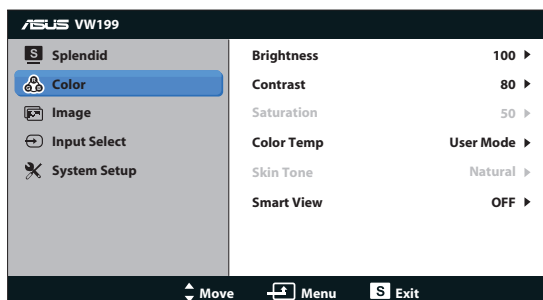 ASUS VW199
S Splendid
Color
Image
Input Select
System Setup
Brightness 100
Contrast 80
Saturation 50
Color Temp User Mode
Skin Tone Natural
Smart View OFF
Move Menu S Exit